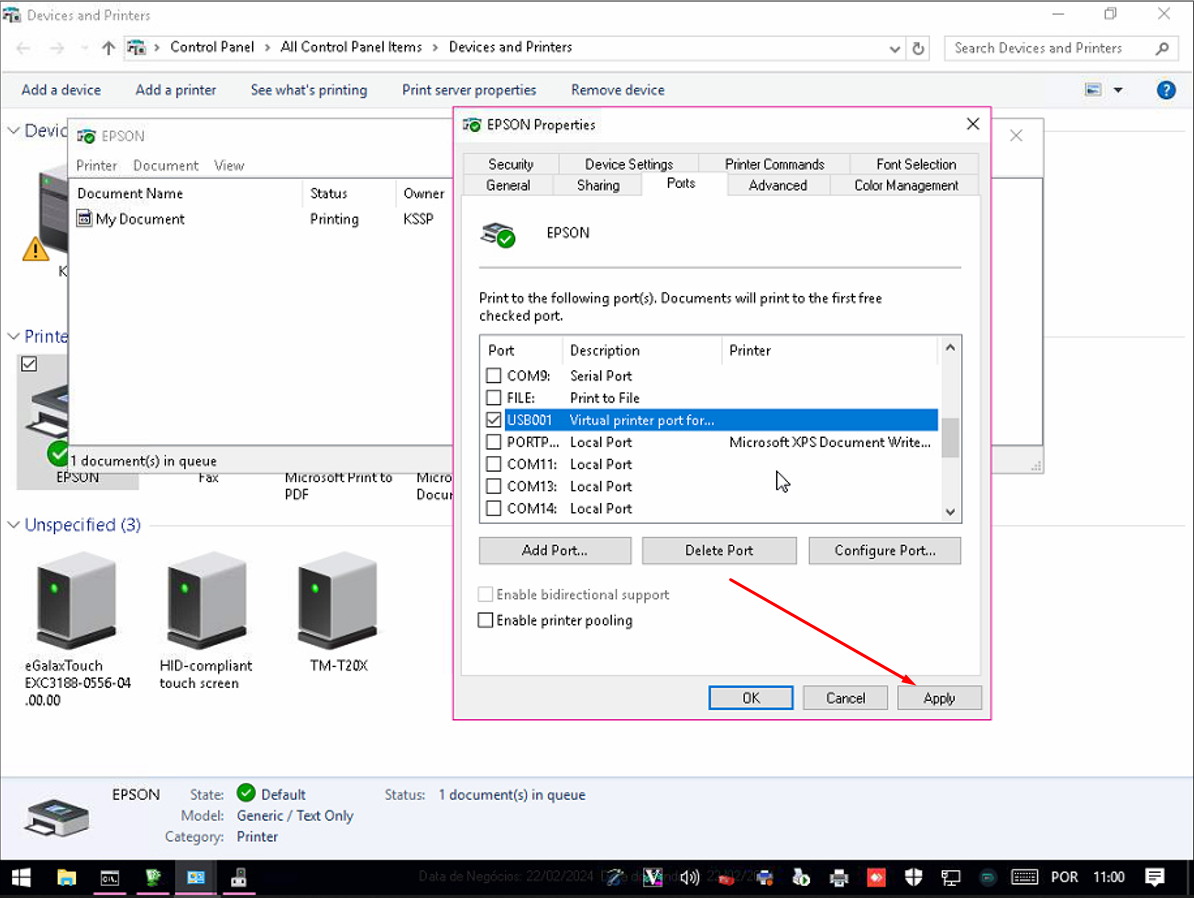 Devices and Printers
Control Panel > All Control Panel Items > Devices and Printers
Search Devices and Printers
Add a device Add a printer See what's printing Print server properties Remove device
Devic
K
Printe
EPSON
Fax
Microsoft Print to
PDF
Micro
Docun
Unspecified (3)
eGalaxTouch
EXC3188-0556-04
.00.00
HID-compliant
touch screen
TM-T20X
EPSON
Printer Document View
Document Name Status Owner
My Document Printing KSSP
1 document(s) in queue
EPSON Properties
Security Device Settings Printer Commands Font Selection
General Sharing Ports Advanced Color Management
EPSON
Print to the following port(s). Documents will print to the first free
checked port.
Port Description Printer
COM9: Serial Port
FILE: Print to File
USB001 Virtual printer port for...
PORTP... Local Port Microsoft XPS Document Write...
COM11: Local Port
COM13: Local Port
COM14: Local Port
Add Port... Delete Port Configure Port...
Enable bidirectional support
Enable printer pooling
OK Cancel Apply
EPSON State: Default Status: 1 document(s) in queue
Model: Generic / Text Only
Category: Printer
Data de Negócios: 22/02/2024
POR 11:00